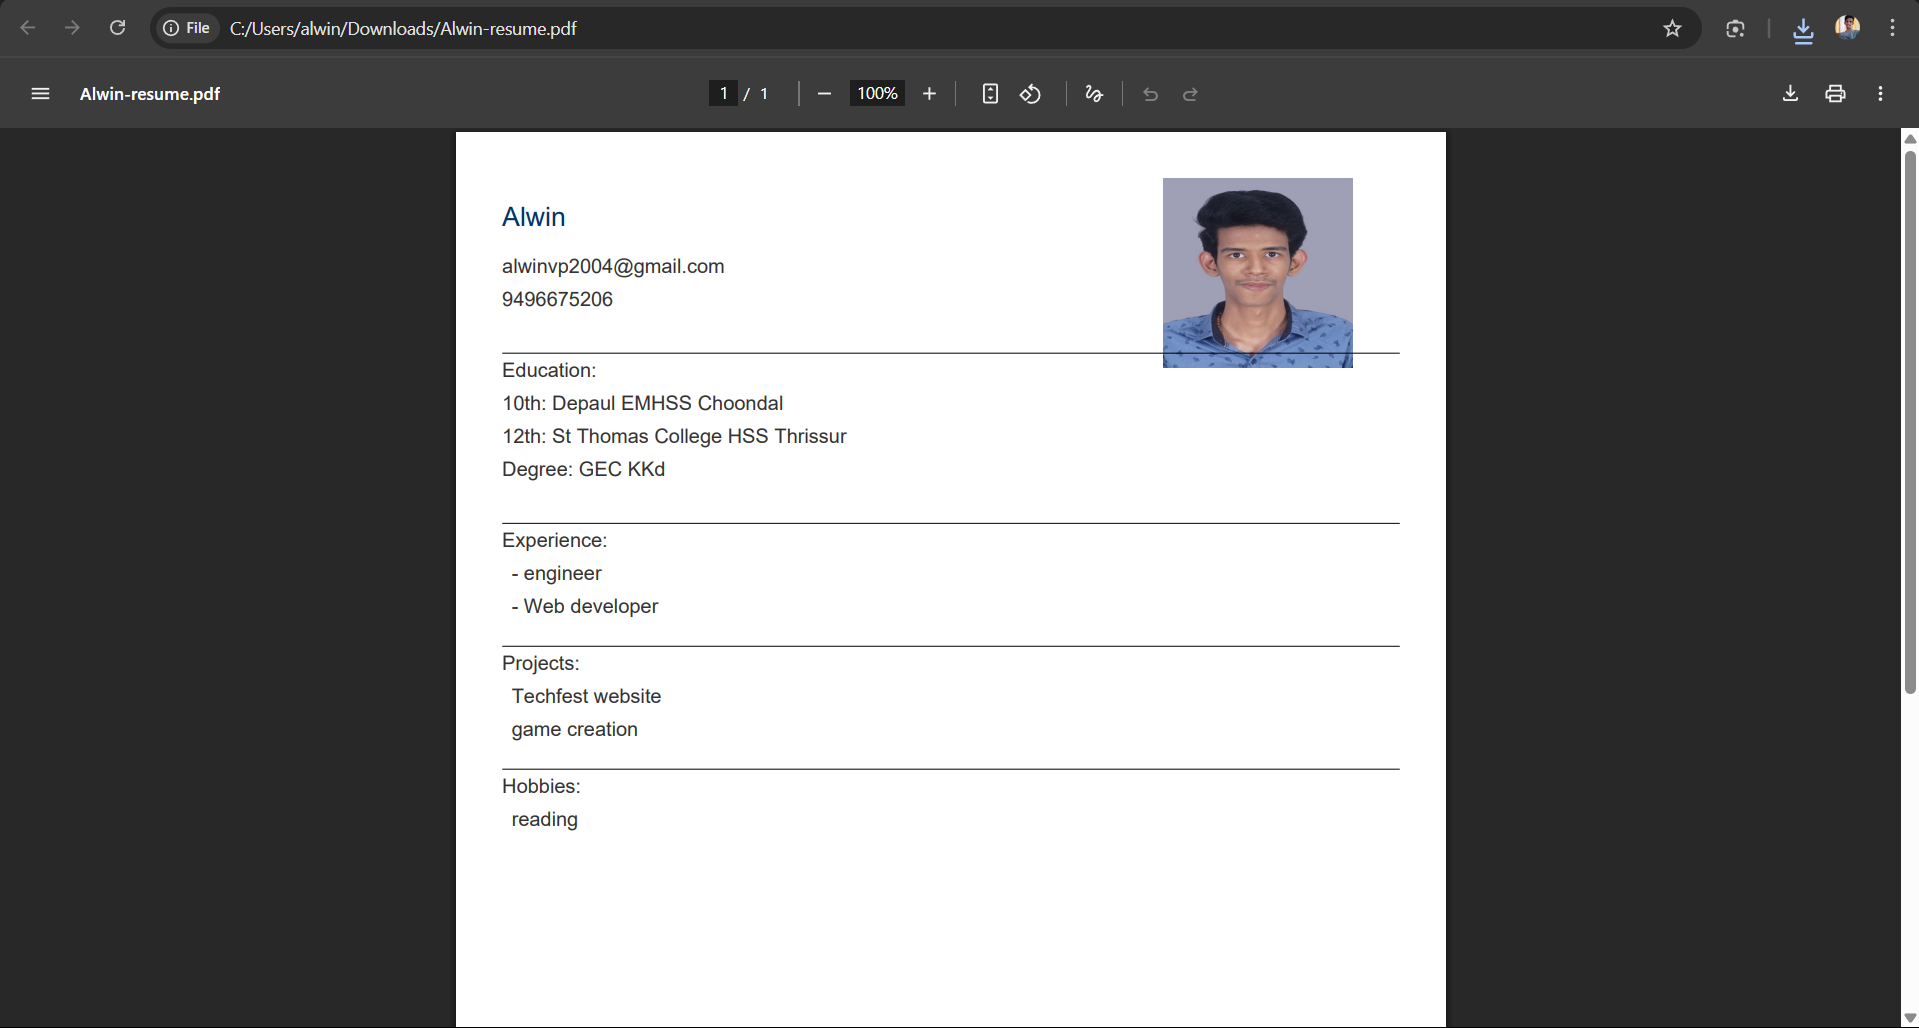 File
C:/Users/alwin/Downloads/Alwin-resume.pdf
Alwin-resume.pdf
1 / 1
100%
Alwin
alwinvp2004@gmail.com
9496675206
Education:
10th: Depaul EMHSS Choondal
12th: St Thomas College HSS Thrissur
Degree: GEC KKd
Experience:
- engineer
- Web developer
Projects:
Techfest website
game creation
Hobbies:
reading